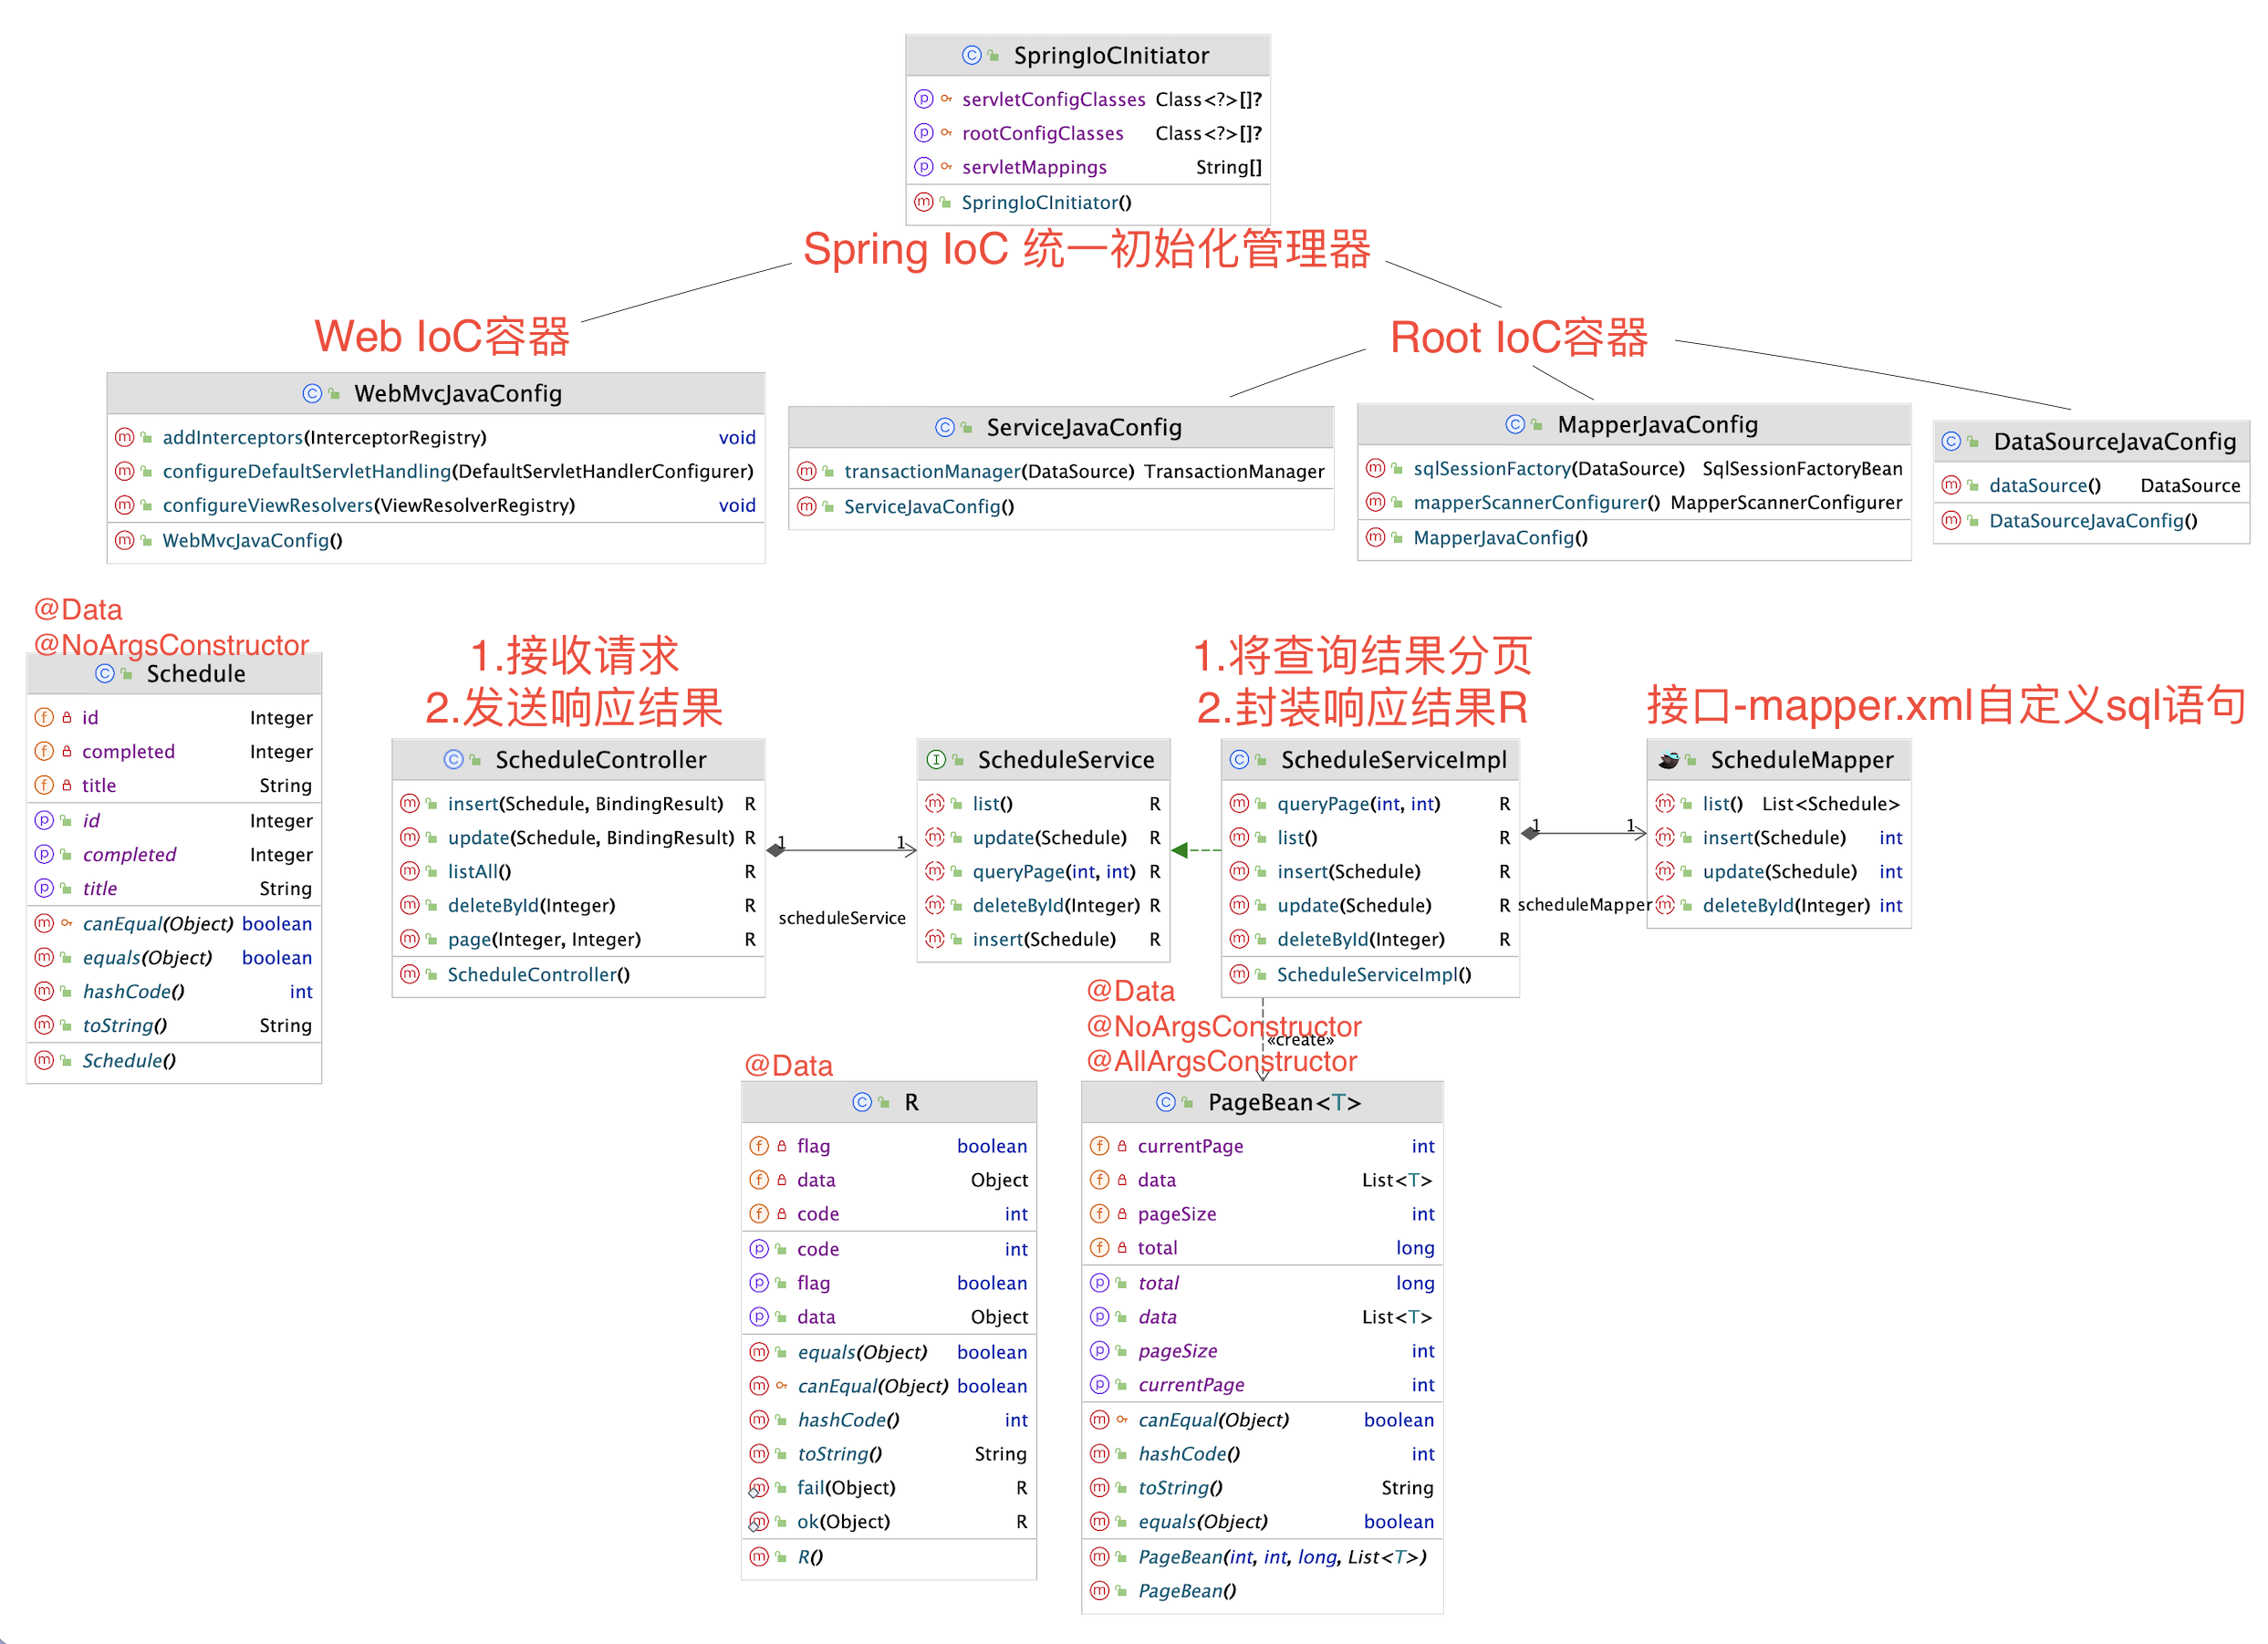 SpringIoCInitiator
servletConfigClasses Class<?>[]?
rootConfigClasses Class<?>[]?
servletMappings String[]
SpringIoCInitiator()
Spring IoC 统一初始化管理器
Web IoC容器
Root IoC容器
WebMvcJavaConfig
addInterceptors(InterceptorRegistry) void
configureDefaultServletHandling(DefaultServletHandlerConfigurer)
configureViewResolvers(ViewResolverRegistry) void
WebMvcJavaConfig()
ServiceJavaConfig
transactionManager(DataSource) TransactionManager
ServiceJavaConfig()
MapperJavaConfig
sqlSessionFactory(DataSource) SqlSessionFactoryBean
mapperScannerConfigurer() MapperScannerConfigurer
MapperJavaConfig()
DataSourceJavaConfig
dataSource() DataSource
DataSourceJavaConfig()
@Data
@NoArgsConstructor
Schedule
id Integer
completed Integer
title String
id Integer
completed Integer
title String
canEqual(Object) boolean
equals(Object) boolean
hashCode() int
toString() String
Schedule()
1.接收请求
2.发送响应结果
ScheduleController
insert(Schedule, BindingResult) R
update(Schedule, BindingResult) R
listAll() R
deleteById(Integer) R
page(Integer, Integer) R
ScheduleController()
1 1
scheduleService
ScheduleService
list() R
update(Schedule) R
queryPage(int, int) R
deleteById(Integer) R
insert(Schedule) R
1.将查询结果分页
2.封装响应结果R
ScheduleServiceImpl
queryPage(int, int) R
list() R
insert(Schedule) R
update(Schedule) R
deleteById(Integer) R
ScheduleServiceImpl()
1 1
scheduleMapper
接口-mapper.xml自定义sql语句
ScheduleMapper
list() List<Schedule>
insert(Schedule) int
update(Schedule) int
deleteById(Integer) int
@Data
R
flag boolean
data Object
code int
code int
flag boolean
data Object
equals(Object) boolean
canEqual(Object) boolean
hashCode() int
toString() String
fail(Object) R
ok(Object) R
R()
@Data
@NoArgsConstructor
«create»
@AllArgsConstructor
PageBean<T>
currentPage int
data List<T>
pageSize int
total long
total long
data List<T>
pageSize int
currentPage int
canEqual(Object) boolean
hashCode() int
toString() String
equals(Object) boolean
PageBean(int, int, long, List<T>)
PageBean()